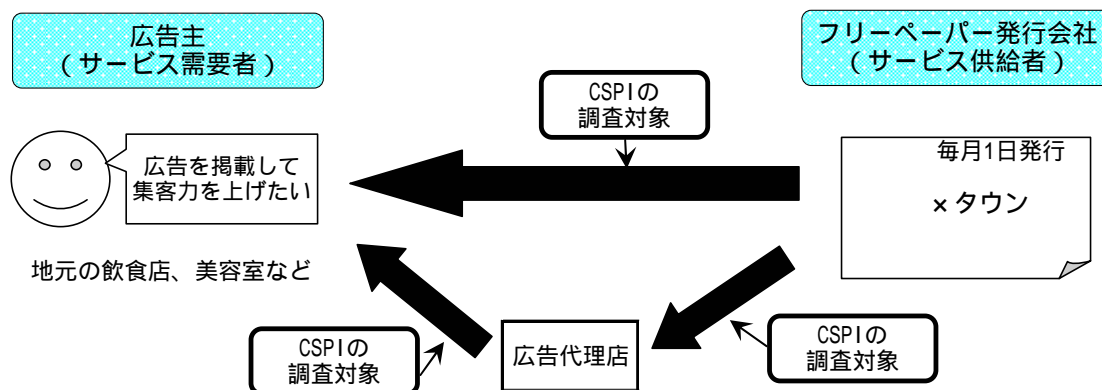 広告主
（サービス需要者）
フリーペーパー発行会社
（サービス供給者）
CSPIの
調査対象
広告を掲載して
集客力を上げたい
毎月1日発行
×タウン
地元の飲食店、美容室など
CSPIの
調査対象
広告代理店
CSPIの
調査対象